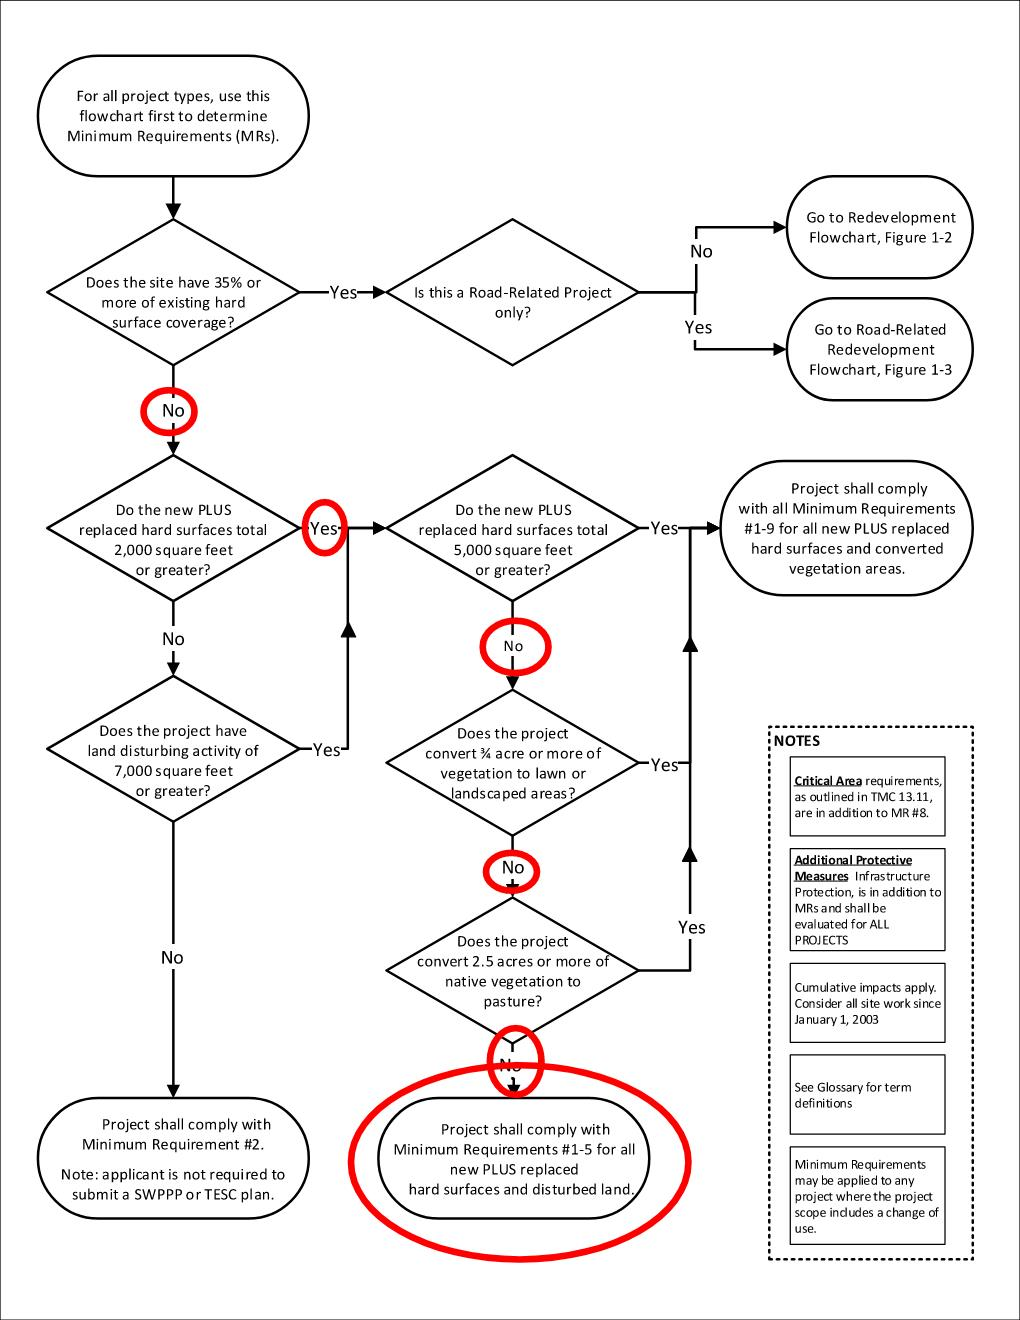 For all project types, use this
flowchart first to determine
Minimum Requirements (MRs).
Does the site have 35% or
more of existing hard
surface coverage?
Yes
Is this a Road-Related Project
only?
No
Go to Redevelopment
Flowchart, Figure 1-2
Yes
Go to Road-Related
Redevelopment
Flowchart, Figure 1-3
No
Do the new PLUS
replaced hard surfaces total
2,000 square feet
or greater?
Yes
Do the new PLUS
replaced hard surfaces total
5,000 square feet
or greater?
Yes
Project shall comply
with all Minimum Requirements
#1-9 for all new PLUS replaced
hard surfaces and converted
vegetation areas.
No
No
Does the project have
land disturbing activity of
7,000 square feet
or greater?
Yes
Does the project
convert ¾ acre or more of
vegetation to lawn or
landscaped areas?
Yes
No
Does the project
convert 2.5 acres or more of
native vegetation to
pasture?
Yes
No
No
Project shall comply with
Minimum Requirement #2.
Note: applicant is not required to
submit a SWPPP or TESC plan.
Project shall comply with
Minimum Requirements #1-5 for all
new PLUS replaced
hard surfaces and disturbed land.
NOTES
Critical Area requirements,
as outlined in TMC 13.11,
are in addition to MR #8.
Additional Protective
Measures Infrastructure
Protection, is in addition to
MRs and shall be
evaluated for ALL
PROJECTS
Cumulative impacts apply.
Consider all site work since
January 1, 2003
See Glossary for term
definitions
Minimum Requirements
may be applied to any
project where the project
scope includes a change of
use.